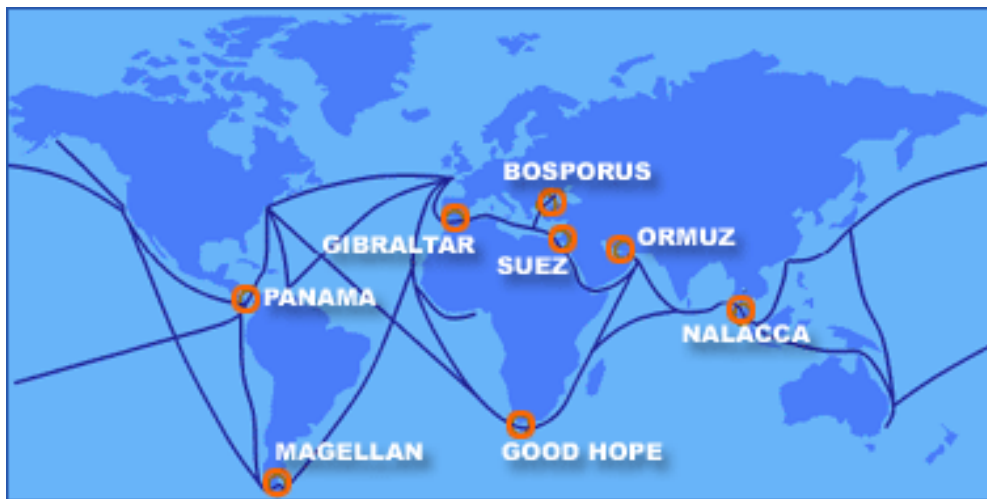 BOSPORUS
GIBRALTAR
SUEZ
ORMUZ
PANAMA
NALACCA
MAGELLAN
GOOD HOPE